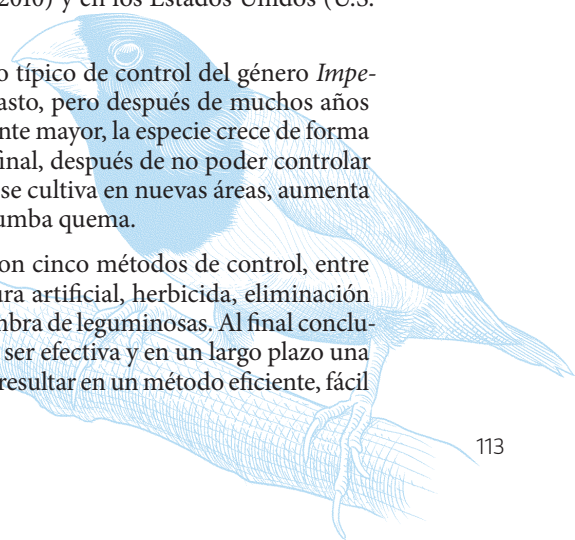 2010) y en los Estados Unidos (U.S.
o típico de control del género Impe-
asto, pero después de muchos años
nte mayor, la especie crece de forma
final, después de no poder controlar
se cultiva en nuevas áreas, aumenta
umba quema.
on cinco métodos de control, entre
ura artificial, herbicida, eliminación
mbra de leguminosas. Al final conclu-
ser efectiva y en un largo plazo una
resultar en un método eficiente, fácil
113